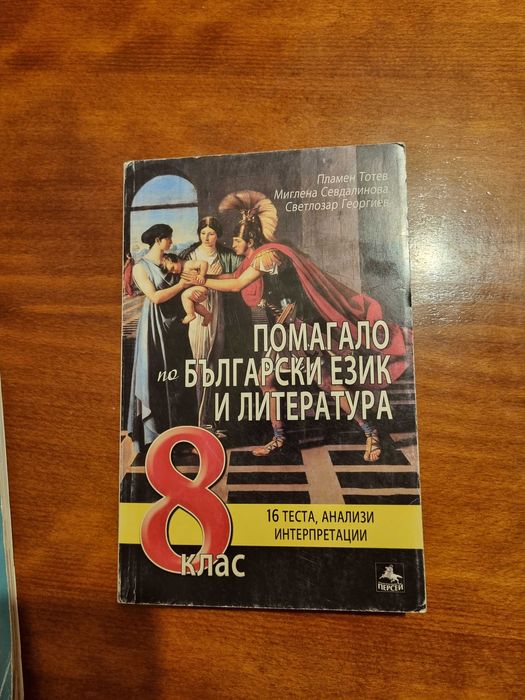 Пламен Тотев
Миглена Севдалинова
Светлозар Георгиев
ПОМАГАЛО
по БЪЛГАРСКИ ЕЗИК
И ЛИТЕРАТУРА
8
клас
16 ТЕСТА, АНАЛИЗИ
ИНТЕРПРЕТАЦИИ
ПЕРСЕЙ